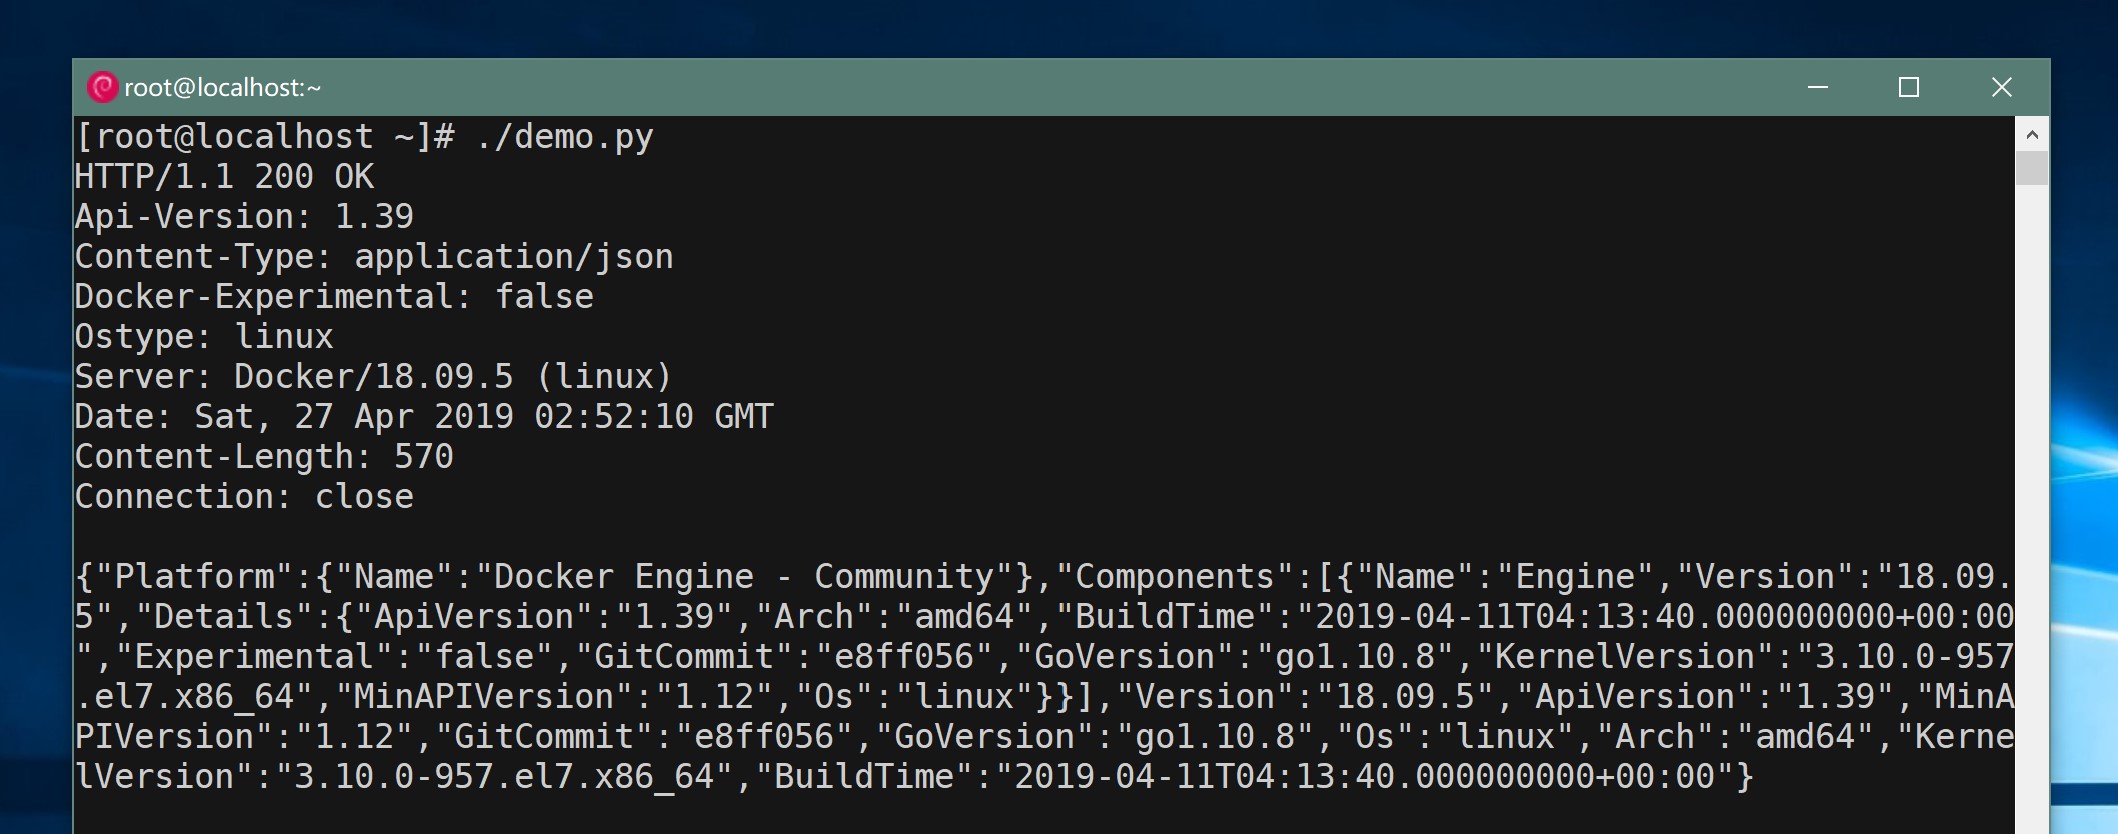 root@localhost:~
[root@localhost ~]# ./demo.py
HTTP/1.1 200 OK
Api-Version: 1.39
Content-Type: application/json
Docker-Experimental: false
Ostype: linux
Server: Docker/18.09.5 (linux)
Date: Sat, 27 Apr 2019 02:52:10 GMT
Content-Length: 570
Connection: close
{"Platform":{"Name":"Docker Engine - Community"},"Components":[{"Name":"Engine","Version":"18.09.
5","Details":{"ApiVersion":"1.39","Arch":"amd64","BuildTime":"2019-04-11T04:13:40.000000000+00:00
","Experimental":"false","GitCommit":"e8ff056","GoVersion":"go1.10.8","KernelVersion":"3.10.0-957
.el7.x86_64","MinAPIVersion":"1.12","Os":"linux"}}],"Version":"18.09.5","ApiVersion":"1.39","MinA
PIVersion":"1.12","GitCommit":"e8ff056","GoVersion":"go1.10.8","Os":"linux","Arch":"amd64","Kerne
lVersion":"3.10.0-957.el7.x86_64","BuildTime":"2019-04-11T04:13:40.000000000+00:00"}